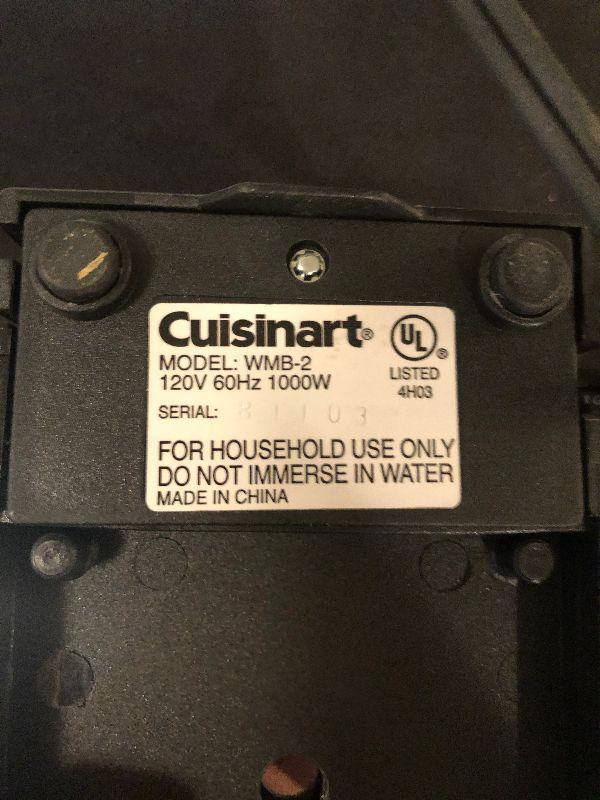 Cuisinart®
UL®
LISTED
4H03
MODEL: WMB-2
120V 60Hz 1000W
SERIAL:
FOR HOUSEHOLD USE ONLY
DO NOT IMMERSE IN WATER
MADE IN CHINA